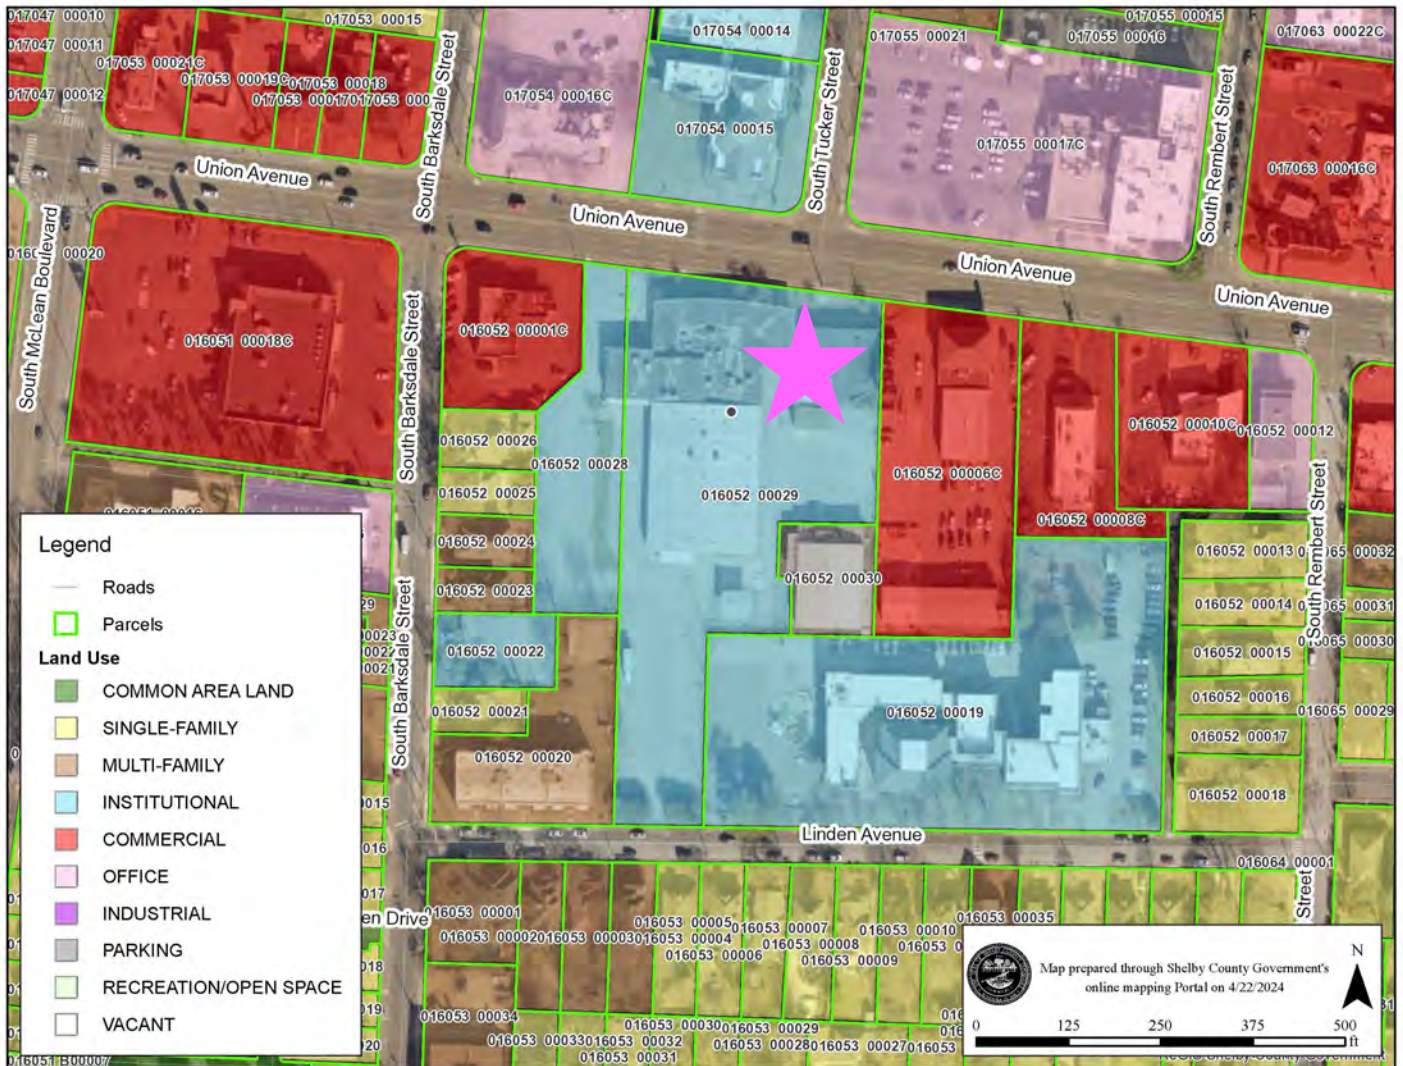 017047 00010
017053 00015
017054 00014
017055 00021
017055 00015
017055 00016
017063 00022C
017047 00011
017053 00021C
017053 00019C
017053 00018
017053 00017
017053 000
017047 00012
017054 00016C
017054 00015
017055 00017C
017063 00016C
South Barksdale Street
South Tucker Street
South Rembert Street
Union Avenue
Union Avenue
Union Avenue
Union Avenue
South McLean Boulevard
00020
016051 00018C
South Barksdale Street
016052 00001C
016052 00026
016052 00028
016052 00025
016052 00029
016052 00006C
016052 00010C
016052 00012
016052 00008C
016052 00024
016052 00023
016052 00030
016052 00013
00032
016052 00014
00031
016052 00015
00030
016052 00022
016052 00016
016065 00029
016052 00021
016052 00019
016052 00017
016052 00020
016052 00018
South Rembert Street
South Barksdale Street
Linden Avenue
016064 00001
Street
Legend
Roads
Parcels
Land Use
COMMON AREA LAND
SINGLE-FAMILY
MULTI-FAMILY
INSTITUTIONAL
COMMERCIAL
OFFICE
INDUSTRIAL
PARKING
RECREATION/OPEN SPACE
VACANT
en Drive
016053 00001
016053 00002
016053 00003
016053 00005
016053 00004
016053 00006
016053 00007
016053 00008
016053 00009
016053 00010
016053 00035
016053 00034
016053 00033
016053 00032
016053 00031
016053 00030
016053 00029
016053 00028
016053 00027
016053
016051 B00007
Map prepared through Shelby County Government's
online mapping Portal on 4/22/2024
N
0 125 250 375 500
ft